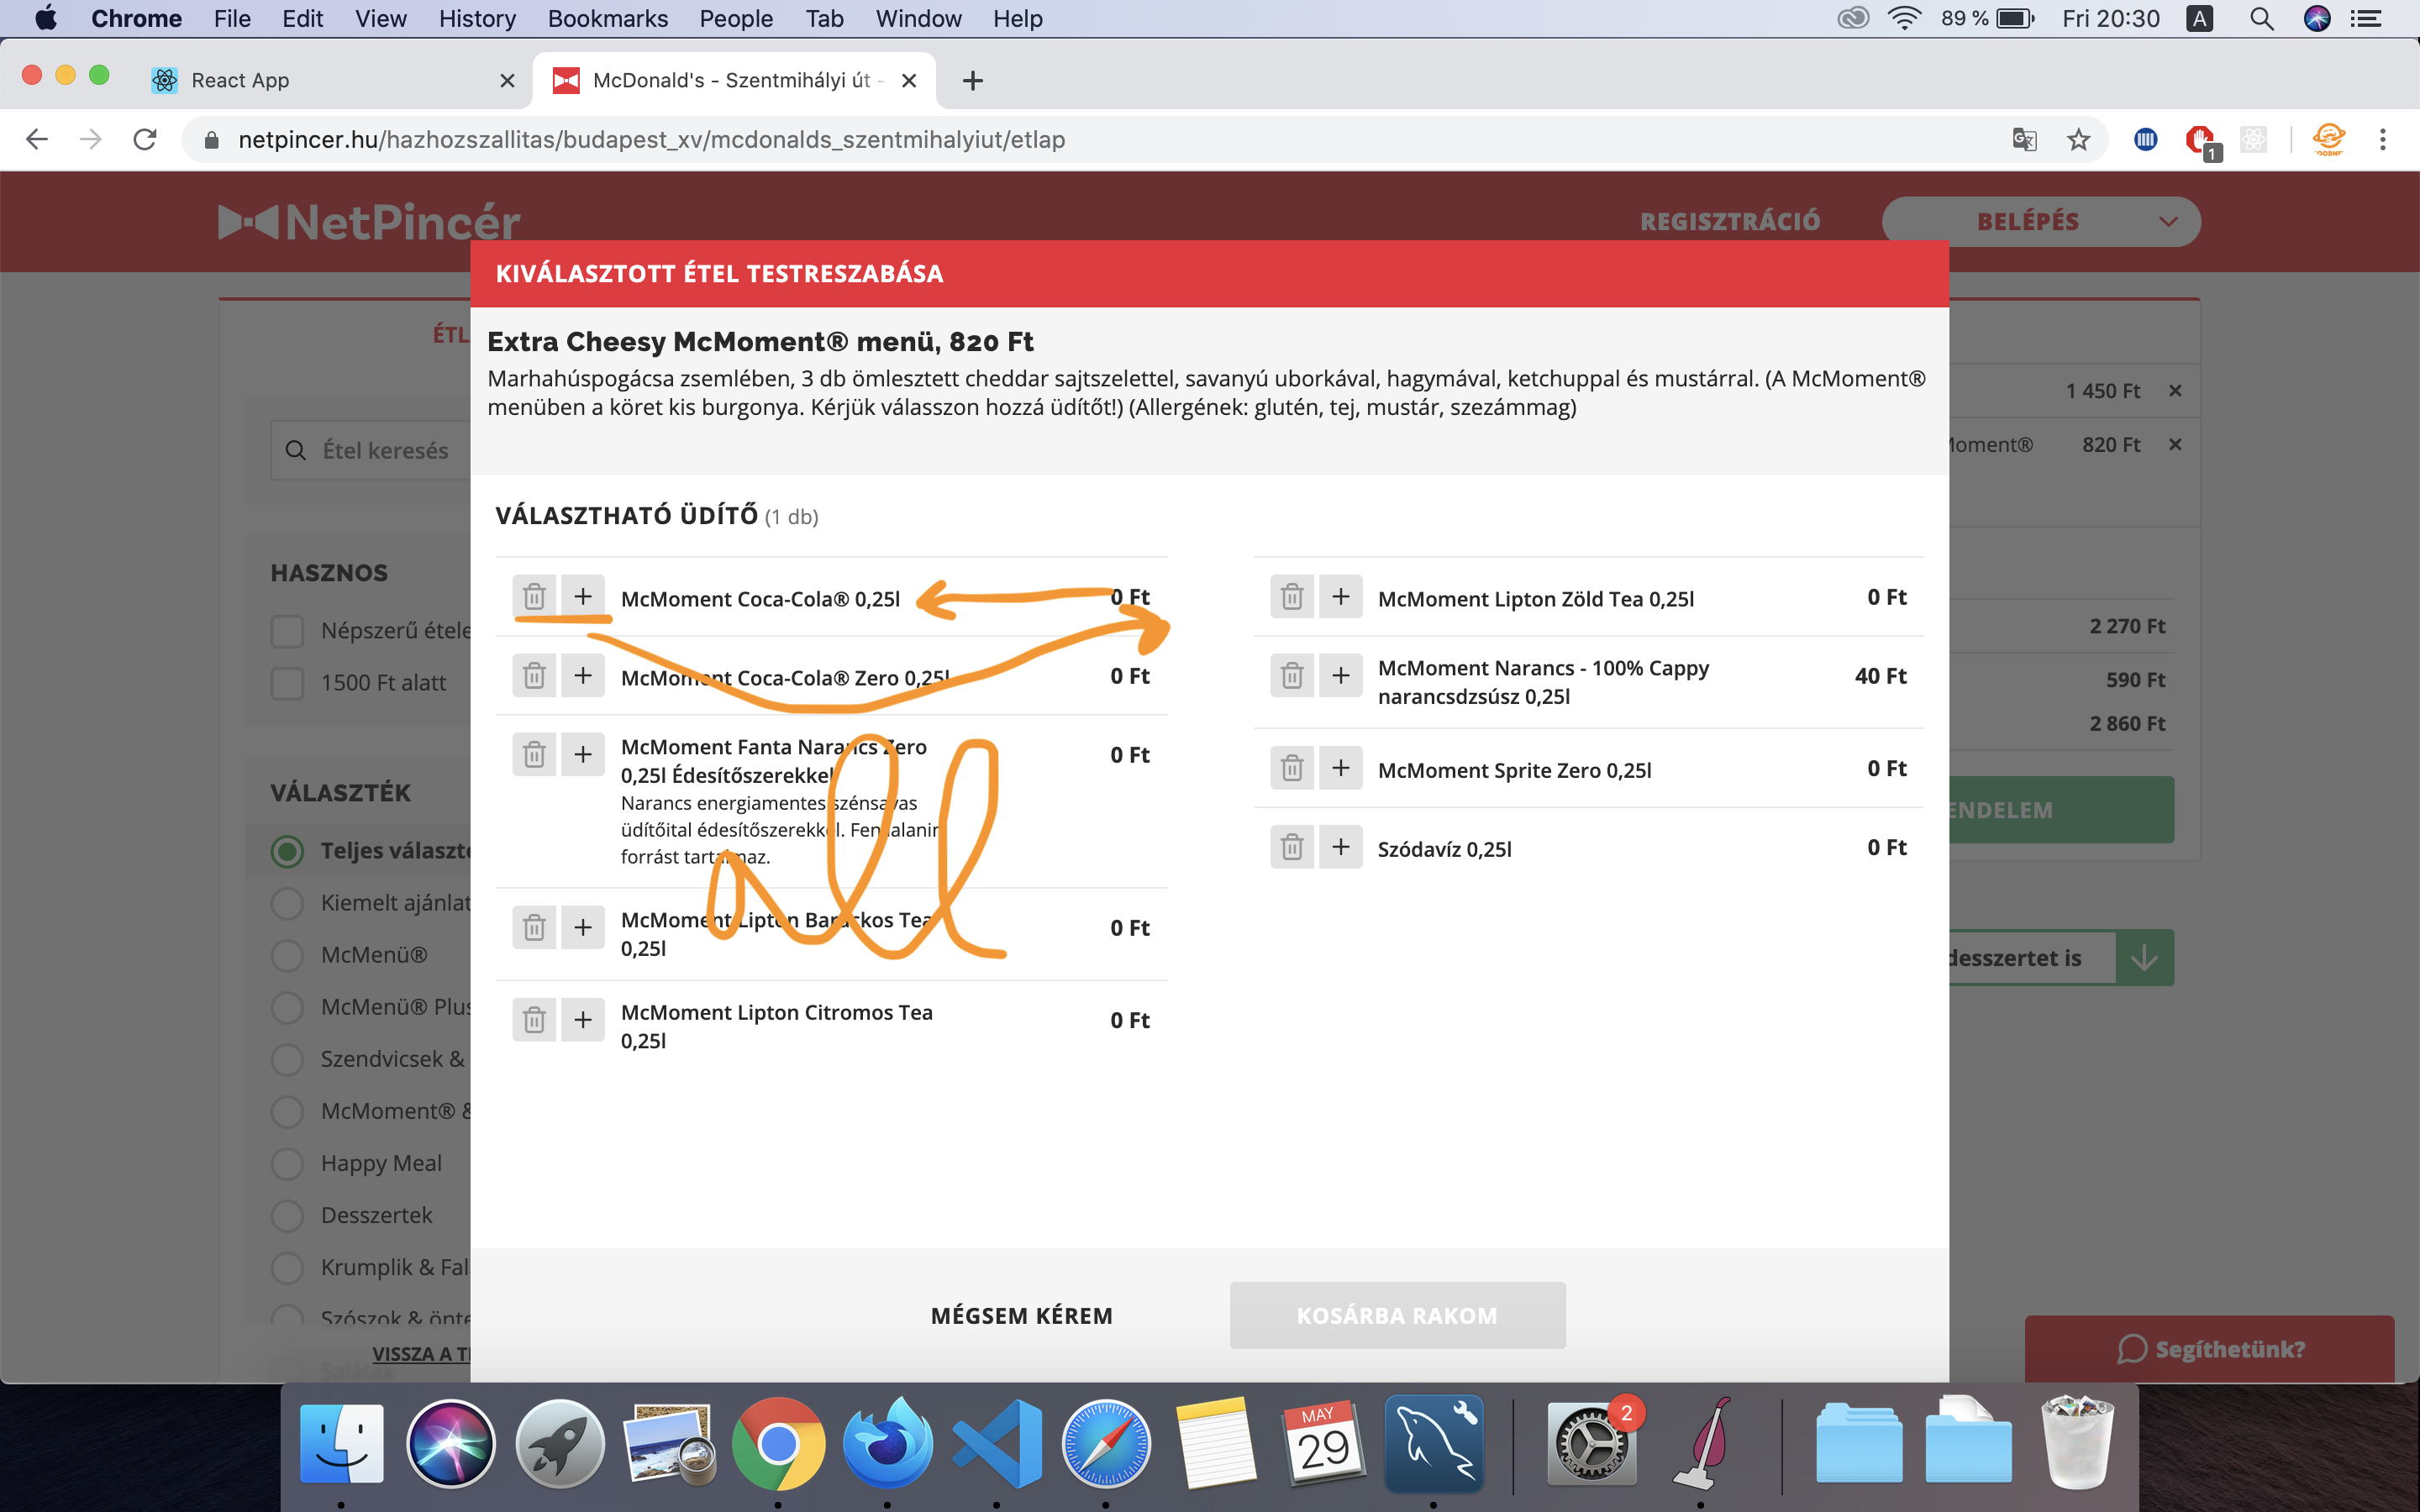 Chrome File Edit View History Bookmarks People Tab Window Help 89 % Fri 20:30 A
React App
McDonald's - Szentmihályi út -
netpincer.hu/hazhozszallitas/budapest_xv/mcdonalds_szentmihalyiut/etlap
1
NetPincér
REGISZTRÁCIÓ
BELÉPÉS
KIVÁLASZTOTT ÉTEL TESTRESZABÁSA
Extra Cheesy McMoment® menü, 820 Ft
Marhahúspogácsa zsemlében, 3 db ömlesztett cheddar sajtszelettel, savanyú uborkával, hagymával, ketchuppal és mustárral. (A McMoment®
menüben a köret kis burgonya. Kérjük válasszon hozzá üdítőt!) (Allergének: glutén, tej, mustár, szezámmag)
VÁLASZTHATÓ ÜDÍTŐ (1 db)
McMoment Coca-Cola® 0,25l 0 Ft
McMoment Coca-Cola® Zero 0,25l 0 Ft
McMoment Fanta Narancs Zero
0,25l Édesítőszerekkel 0 Ft
Narancs energiamentes szénsavas
üdítőital édesítőszerekkel. Fenilalanin
forrást tartalmaz.
all
McMoment Lipton Barackos Tea
0,25l 0 Ft
McMoment Lipton Citromos Tea
0,25l 0 Ft
McMoment Lipton Zöld Tea 0,25l 0 Ft
McMoment Narancs - 100% Cappy
narancsdzsúsz 0,25l 40 Ft
McMoment Sprite Zero 0,25l 0 Ft
Szódavíz 0,25l 0 Ft
MÉGSEM KÉREM
KOSÁRBA RAKOM
ÉTL
Étel keresés
HASZNOS
Népszerű étele
1500 Ft alatt
VÁLASZTÉK
Teljes választé
Kiemelt ajánlat
McMenü®
McMenü® Plus
Szendvicsek &
McMoment® &
Happy Meal
Desszertek
Krumplik & Fal
Szószok & önte
Saláták
VISSZA A T
1 450 Ft
Moment® 820 Ft
2 270 Ft
590 Ft
2 860 Ft
ENDELEM
desszertet is
Segíthetünk?
MAY
29
2